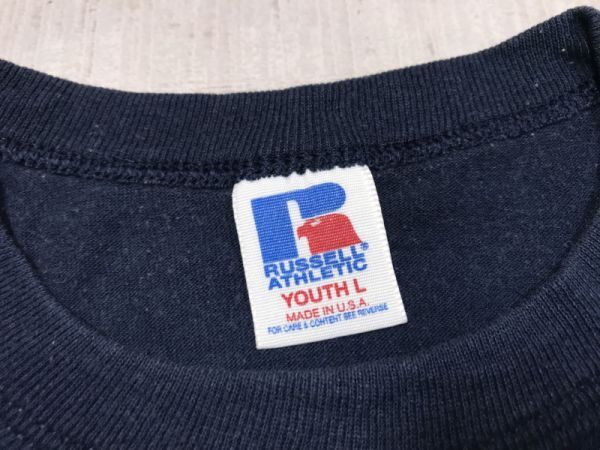 R
RUSSELL®
ATHLETIC
YOUTH L
MADE IN U.S.A.
FOR CARE & CONTENT SEE REVERSE